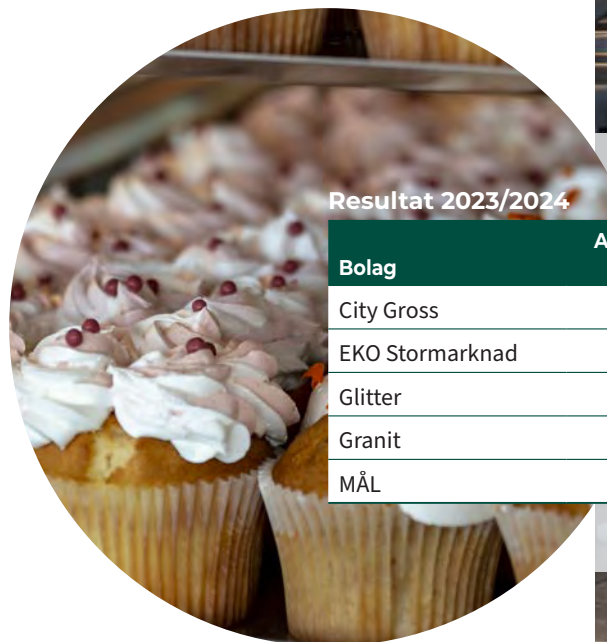 Resultat 2023/2024
Bolag
City Gross
EKO Stormarknad
Glitter
Granit
MÅL